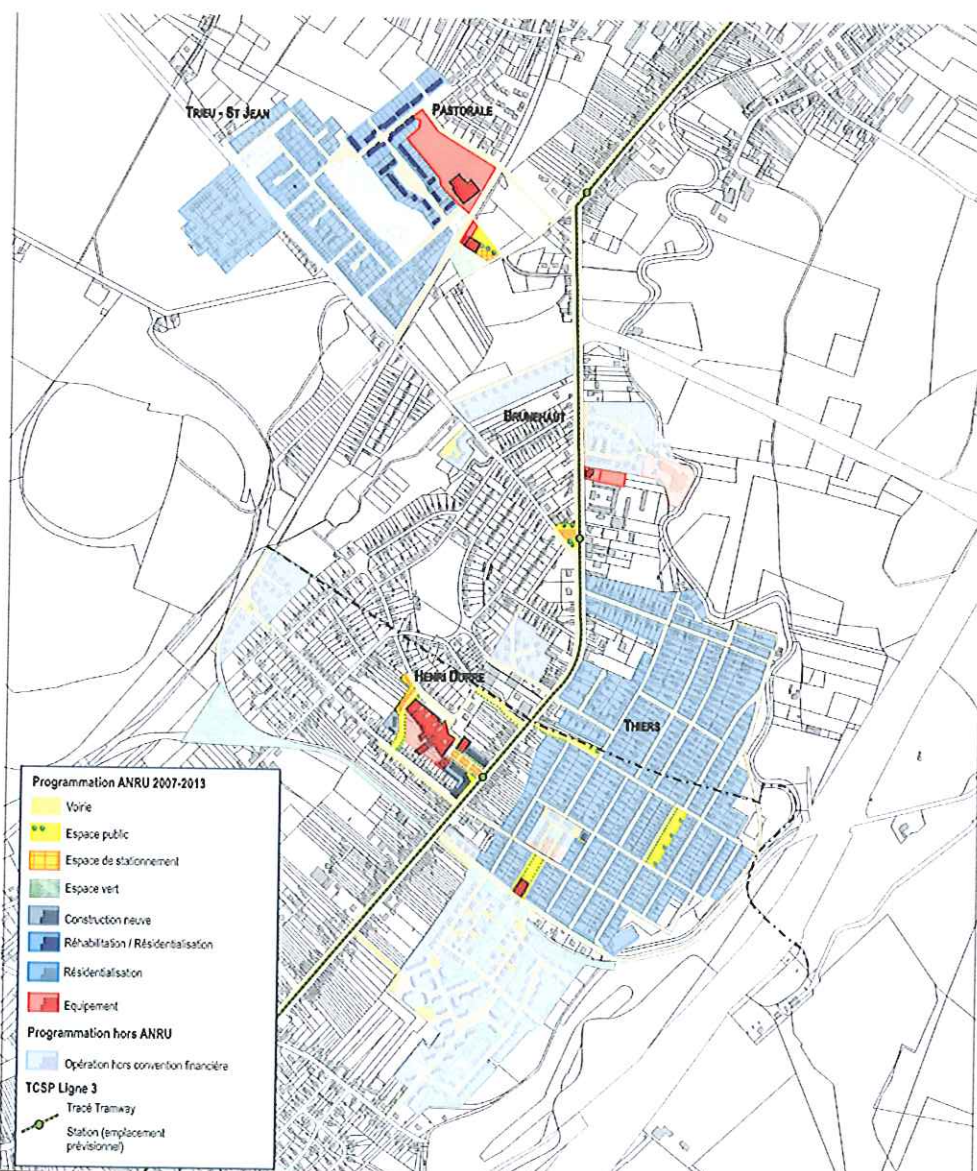 TRIEU - ST JEAN
PASTORALE
BRUNEHAUT
HENRI DURRE
THIERS
Programmation ANRU 2007-2013
Voirie
Espace public
Espace de stationnement
Espace vert
Construction neuve
Réhabilitation / Résidentialisation
Résidentialisation
Equipement
Programmation hors ANRU
Opération hors convention financière
TCSP Ligne 3
Tracé Tramway
Station (emplacement
prévisionnel)